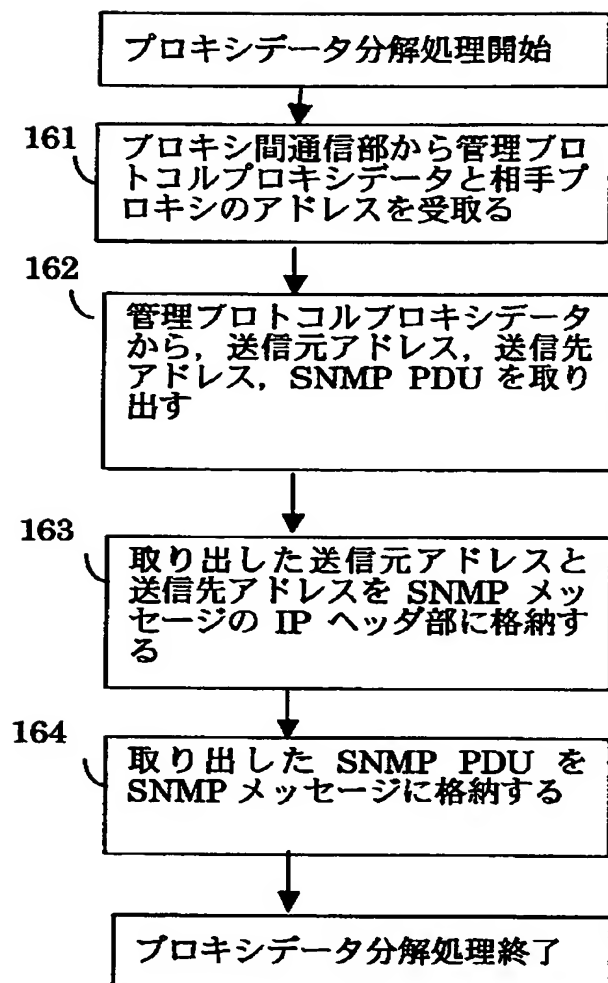 プロキシデータ分解処理開始
161
プロキシ間通信部から管理プロ
トコルプロキシデータと相手プ
ロキシのアドレスを受取る
162
管理プロトコルプロキシデータ
から，送信元アドレス，送信先
アドレス，SNMP PDU を取り
出す
163
取り出した送信元アドレスと
送信先アドレスを SNMP メッ
セージの IP ヘッダ部に格納す
る
164
取り出した SNMP PDU を
SNMP メッセージに格納する
プロキシデータ分解処理終了